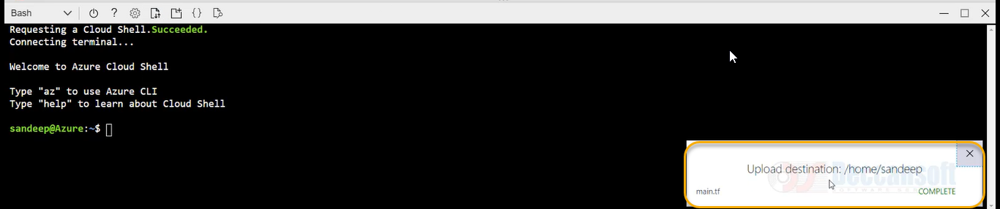 Bash
Requesting a Cloud Shell.Succeeded.
Connecting terminal...
Welcome to Azure Cloud Shell
Type "az" to use Azure CLI
Type "help" to learn about Cloud Shell
sandeep@Azure:~$
Upload destination: /home/sandeep
Deccansoft
main.tf
COMPLETE